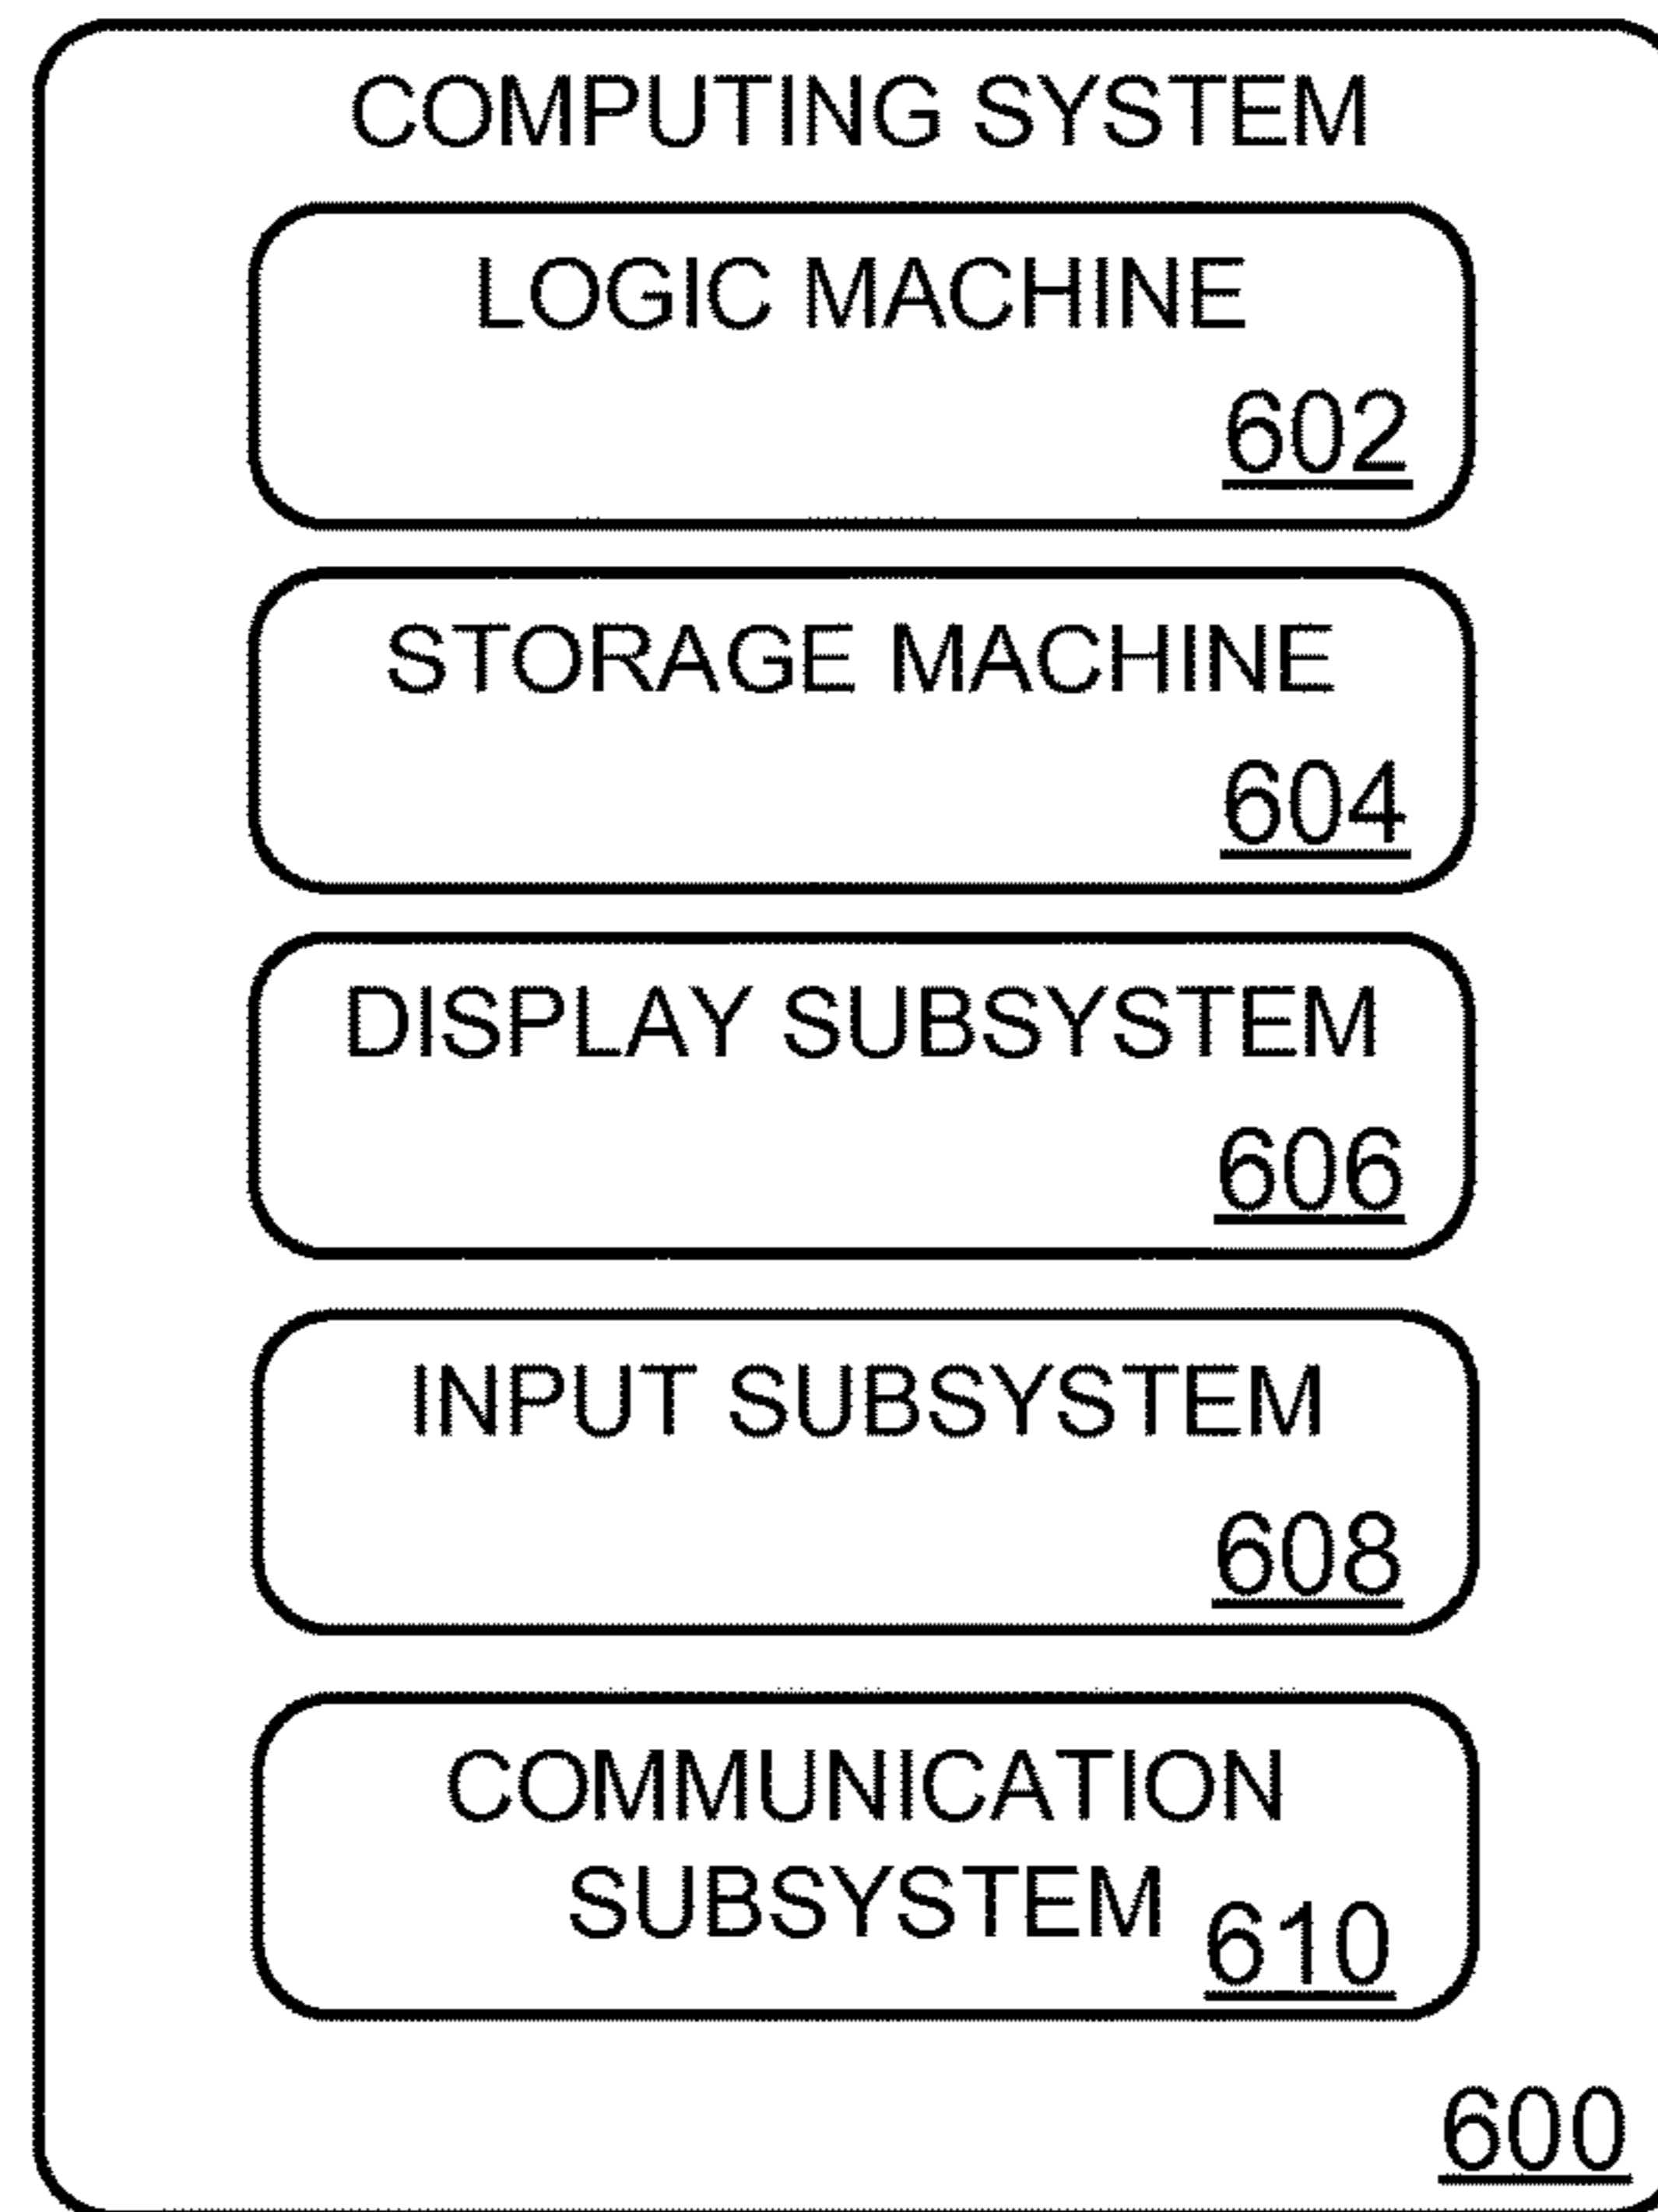 COMPUTING SYSTEM
LOGIC MACHINE
602
STORAGE MACHINE
604
DISPLAY SUBSYSTEM
606
INPUT SUBSYSTEM
608
COMMUNICATION
SUBSYSTEM 610
600